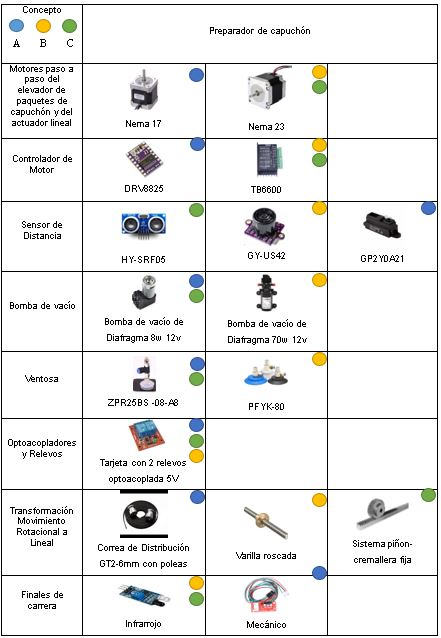 Concepto
A B C
Preparador de capuchón
Motores paso a
paso del
elevador de
paquetes de
capuchón y del
actuador lineal
Nema 17
Nema 23
Controlador de
Motor
DRV8825
TB6600
Sensor de
Distancia
HY-SRF05
GY-US42
GP2Y0A21
Bomba de vacío
Bomba de vacío de
Diafragma 8w 12v
Bomba de vacío de
Diafragma 70w 12v
Ventosa
ZPR25BS -08-A8
PFYK-80
Optoacopladores
y Relevos
Tarjeta con 2 relevos
optoacoplada 5V
Transformación
Movimiento
Rotacional a
Lineal
Correa de Distribución
GT2-6mm con poleas
Varilla roscada
Sistema piñon-
cremallera fija
Finales de
carrera
Infrarrojo
Mecánico